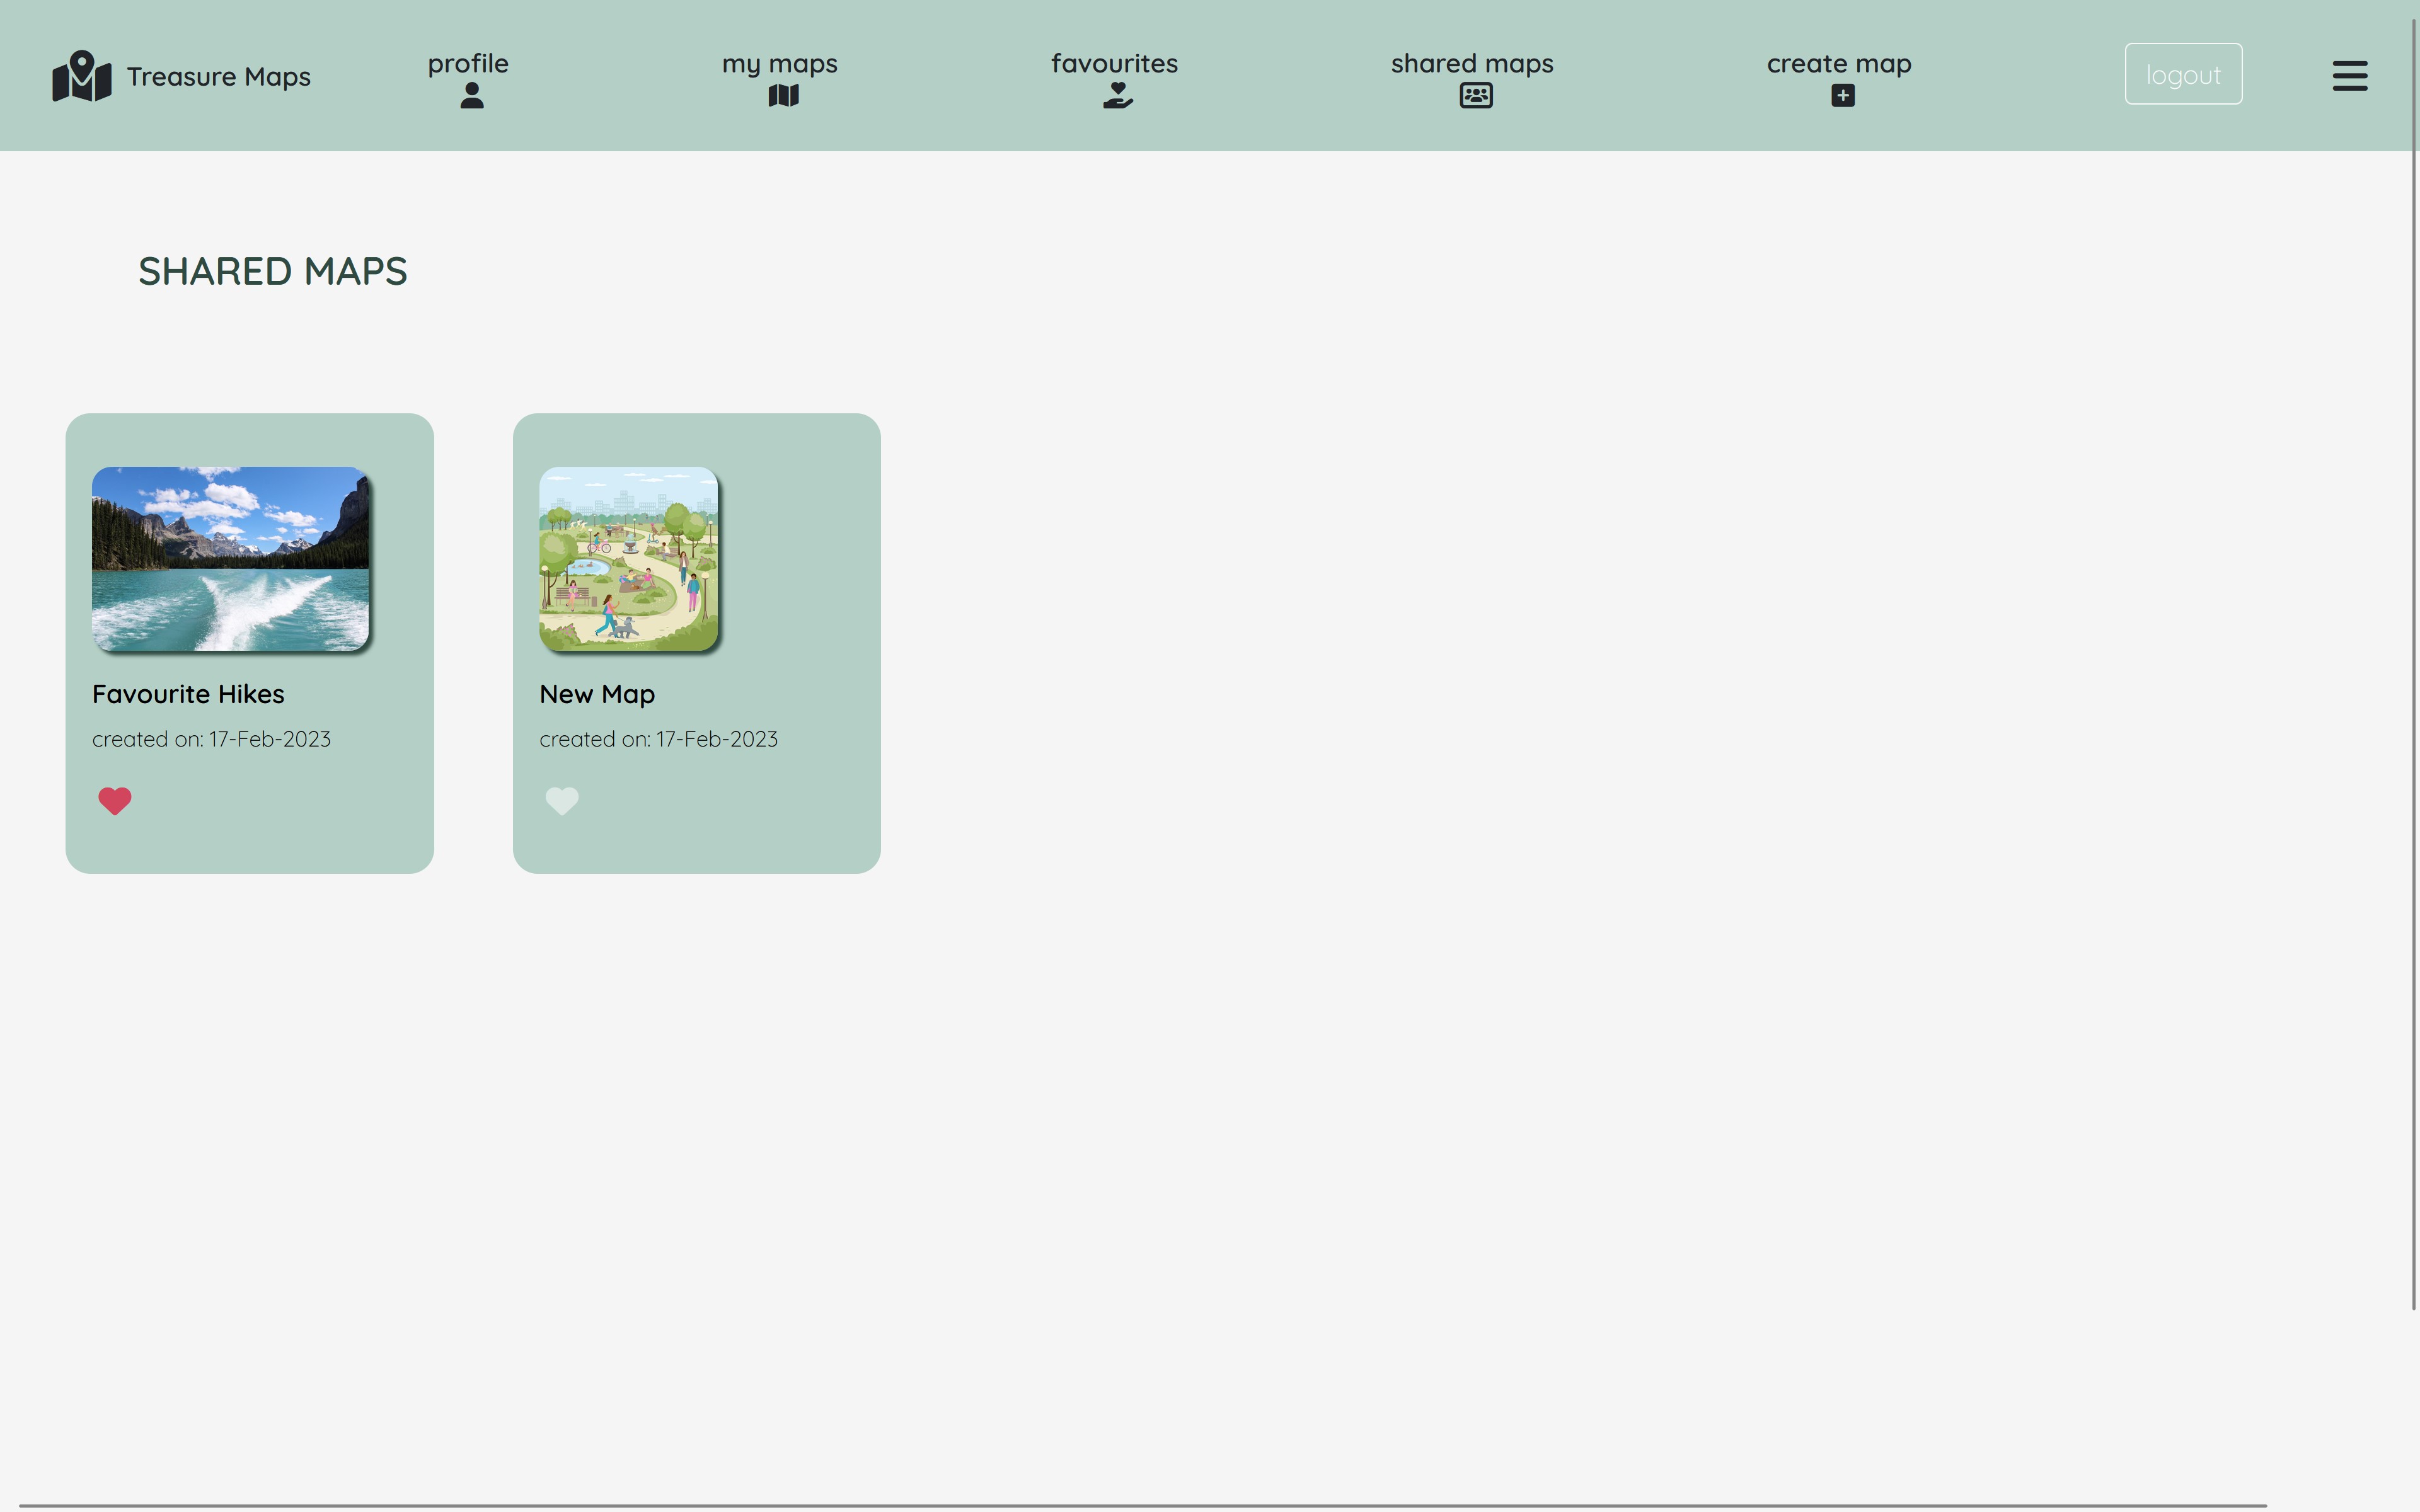 Treasure Maps
profile
my maps
favourites
shared maps
create map
logout
SHARED MAPS
Favourite Hikes
created on: 17-Feb-2023
New Map
created on: 17-Feb-2023